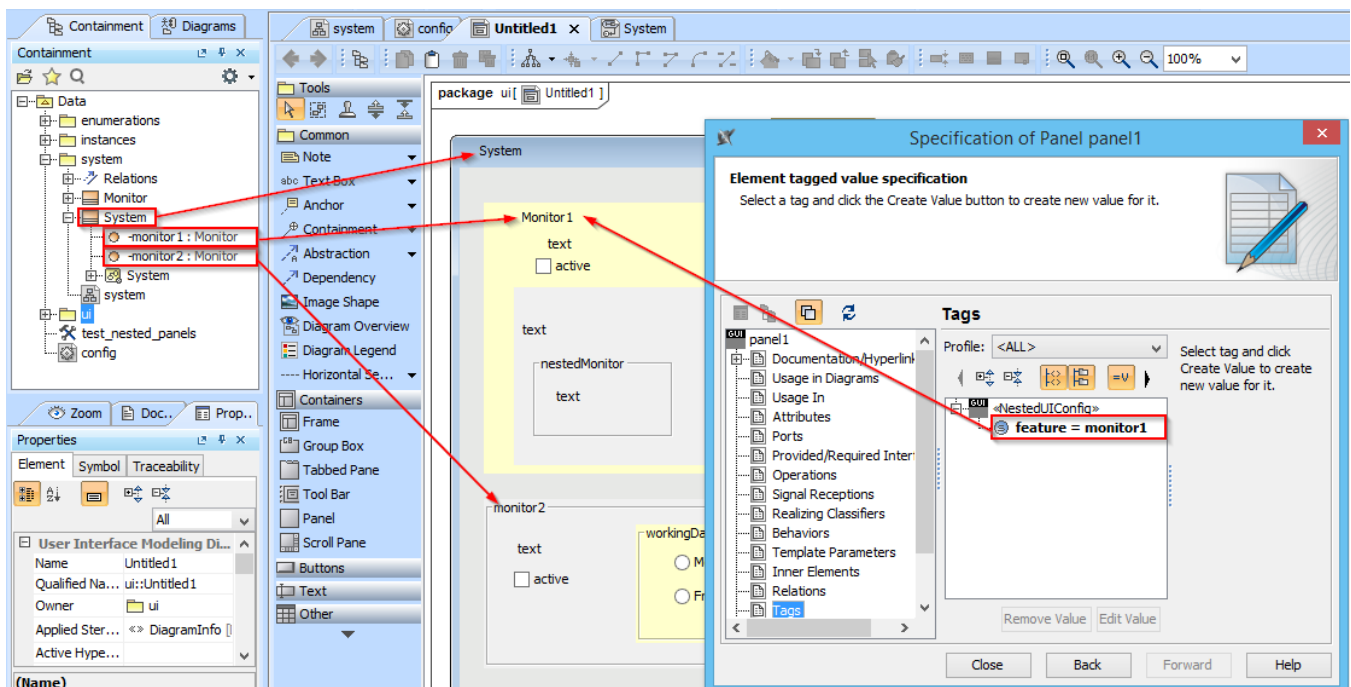 Containment
Diagrams
Containment
Data
enumerations
instances
system
Relations
Monitor
System
-monitor1 : Monitor
-monitor2 : Monitor
System
system
ui
test_nested_panels
config
Zoom
Doc..
Prop..
Properties
Element
Symbol
Traceability
All
User Interface Modeling Di...
Name
Untitled1
Qualified Na...
ui::Untitled1
Owner
ui
Applied Ster...
«» DiagramInfo [
Active Hype...
(Name)
system
config
Untitled1
System
100%
Tools
Common
Note
abc Text Box
Anchor
Containment
Abstraction
Dependency
Image Shape
Diagram Overview
Diagram Legend
Horizontal Se...
Containers
Frame
Group Box
Tabbed Pane
Tool Bar
Panel
Scroll Pane
Buttons
Text
Other
package ui[ Untitled1 ]
System
Monitor1
text
active
text
nestedMonitor
text
monitor2
text
active
workingDa
M
Fr
Specification of Panel panel1
Element tagged value specification
Select a tag and click the Create Value button to create new value for it.
GUI
panel1
Documentation/Hyperlink
Usage in Diagrams
Usage In
Attributes
Ports
Provided/Required Inter
Operations
Signal Receptions
Realizing Classifiers
Behaviors
Template Parameters
Inner Elements
Relations
Tags
Tags
Profile:
<ALL>
=V
GUI
«NestedUIConfig»
feature = monitor1
Select tag and click
Create Value to create
new value for it.
Remove Value
Edit Value
Close
Back
Forward
Help